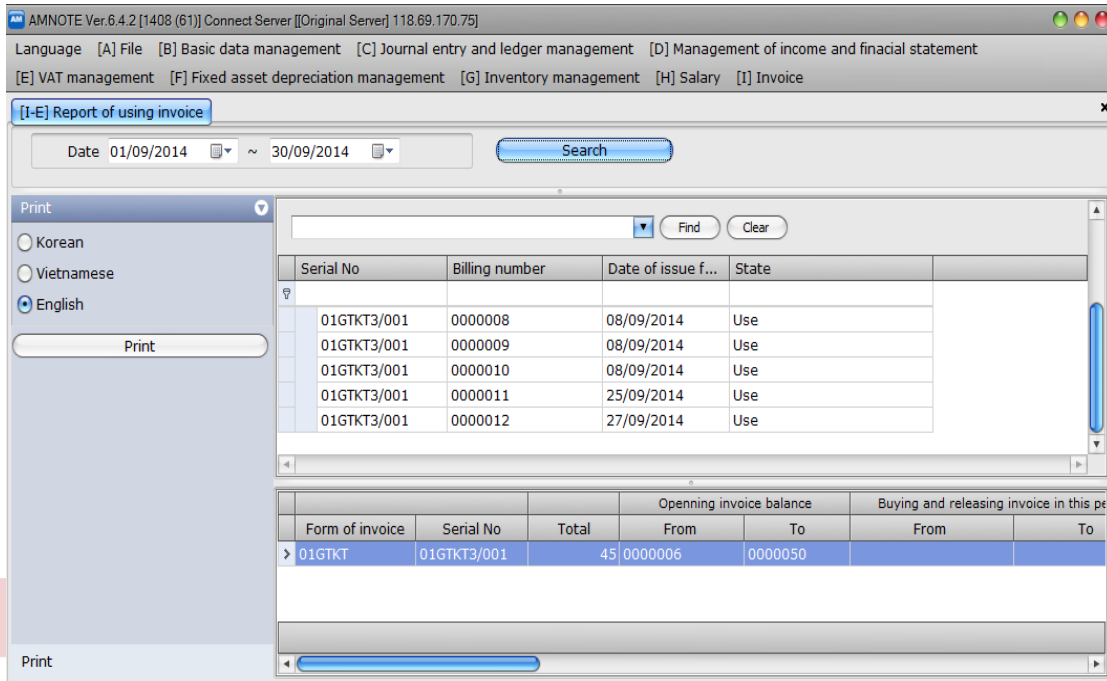 AM AMNOTE Ver.6.4.2 [1408 (61)] Connect Server [[Original Server] 118.69.170.75]
Language [A] File [B] Basic data management [C] Journal entry and ledger management [D] Management of income and finacial statement
[E] VAT management [F] Fixed asset depreciation management [G] Inventory management [H] Salary [I] Invoice
[I-E] Report of using invoice x
Date 01/09/2014 ~ 30/09/2014 Search
Print
Korean
Vietnamese
English
Print
Find Clear
Serial No Billing number Date of issue f... State
01GTKT3/001 0000008 08/09/2014 Use
01GTKT3/001 0000009 08/09/2014 Use
01GTKT3/001 0000010 08/09/2014 Use
01GTKT3/001 0000011 25/09/2014 Use
01GTKT3/001 0000012 27/09/2014 Use
Openning invoice balance Buying and releasing invoice in this pe
Form of invoice Serial No Total From To From To
01GTKT 01GTKT3/001 45 0000006 0000050
Print